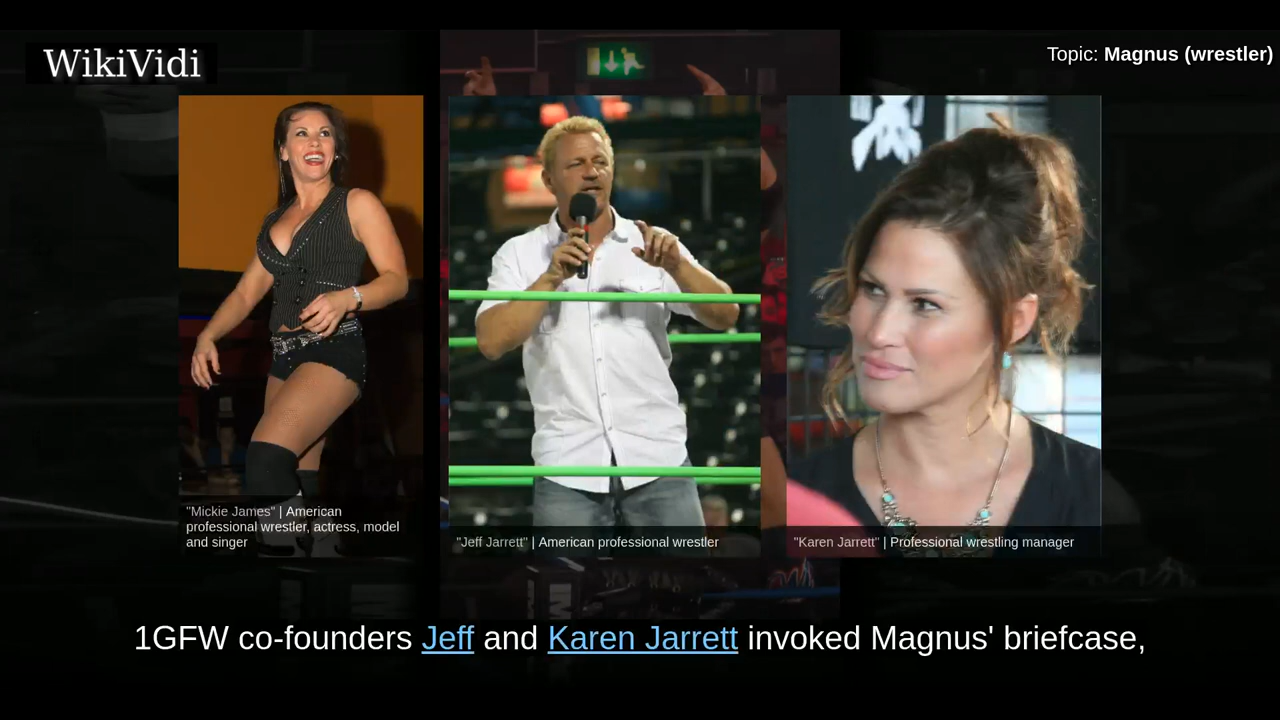 WikiVidi
Topic: Magnus (wrestler)
"Mickie James" | American
professional wrestler, actress, model
and singer
"Jeff Jarrett" | American professional wrestler
"Karen Jarrett" | Professional wrestling manager
1GFW co-founders Jeff and Karen Jarrett invoked Magnus' briefcase,